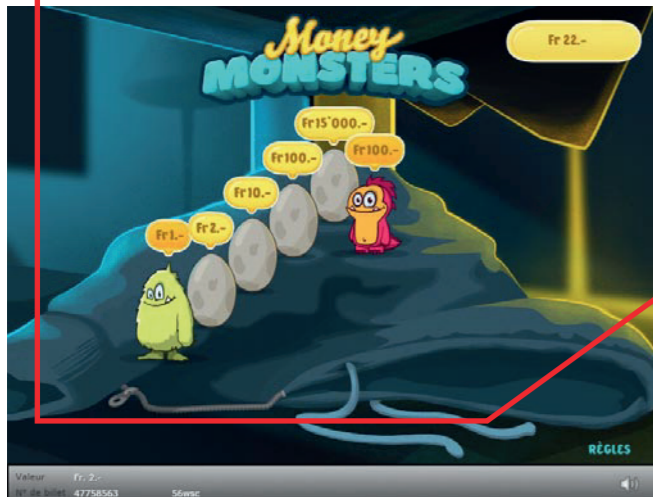 Money
MONSTERS
Fr 22.-
Fr15'000.-
Fr100.-
Fr100.-
Fr10.-
Fr2.-
Fr1.-
RÈGLES
Valeur Fr. 2.-
N° de billet 47758563 56wsc